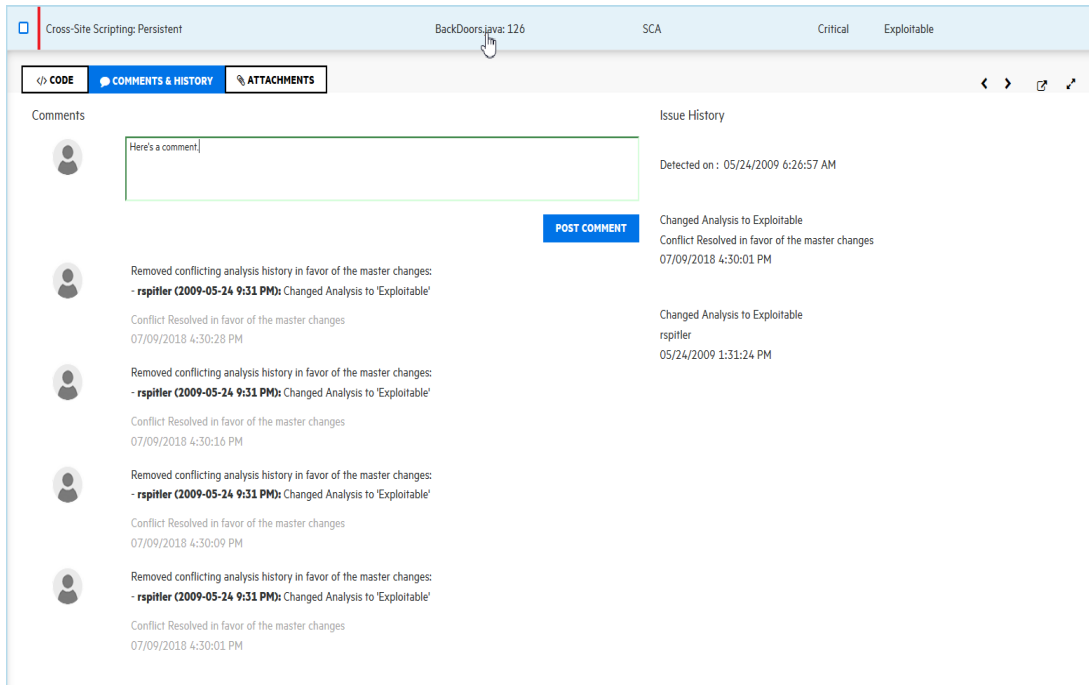 Cross-Site Scripting: Persistent BackDoors.java: 126 SCA Critical Exploitable
</> CODE COMMENTS & HISTORY ATTACHMENTS
Comments
Here's a comment.
POST COMMENT
Removed conflicting analysis history in favor of the master changes:
- rspitler (2009-05-24 9:31 PM): Changed Analysis to 'Exploitable'
Conflict Resolved in favor of the master changes
07/09/2018 4:30:28 PM
Removed conflicting analysis history in favor of the master changes:
- rspitler (2009-05-24 9:31 PM): Changed Analysis to 'Exploitable'
Conflict Resolved in favor of the master changes
07/09/2018 4:30:16 PM
Removed conflicting analysis history in favor of the master changes:
- rspitler (2009-05-24 9:31 PM): Changed Analysis to 'Exploitable'
Conflict Resolved in favor of the master changes
07/09/2018 4:30:09 PM
Removed conflicting analysis history in favor of the master changes:
- rspitler (2009-05-24 9:31 PM): Changed Analysis to 'Exploitable'
Conflict Resolved in favor of the master changes
07/09/2018 4:30:01 PM
Issue History
Detected on : 05/24/2009 6:26:57 AM
Changed Analysis to Exploitable
Conflict Resolved in favor of the master changes
07/09/2018 4:30:01 PM
Changed Analysis to Exploitable
rspitler
05/24/2009 1:31:24 PM